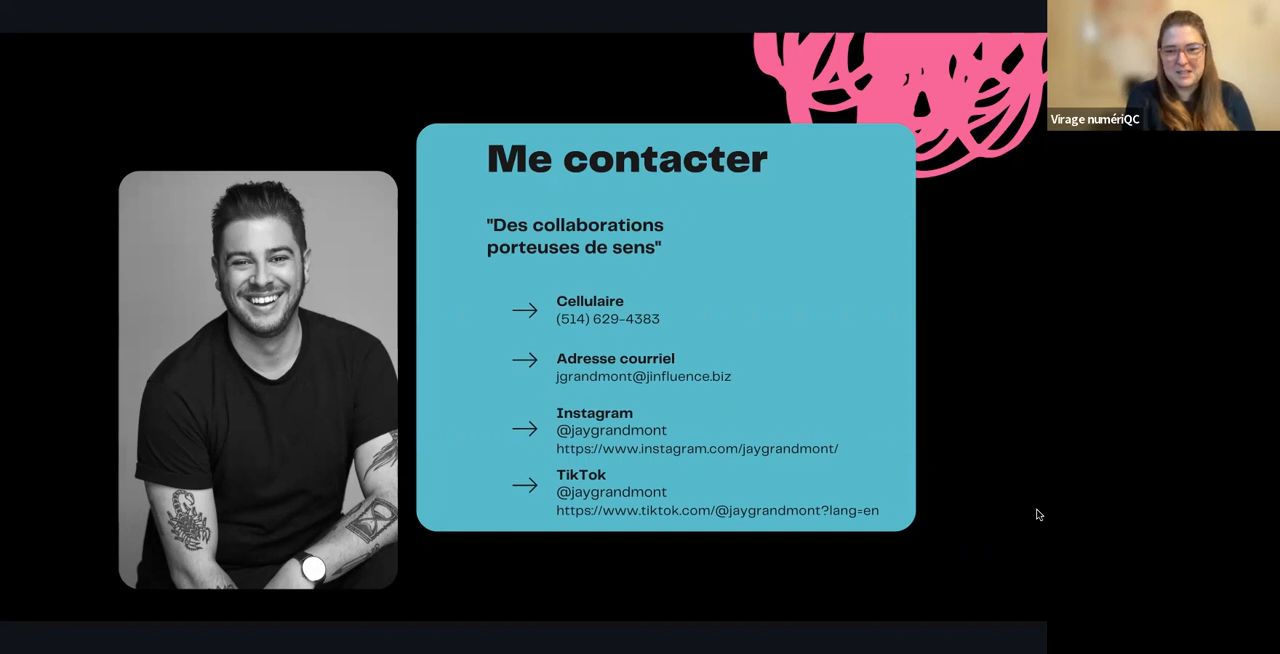 Virage numériQC
Me contacter
"Des collaborations
porteuses de sens"
Cellulaire
(514) 629-4383
Adresse courriel
jgrandmont@jinfluence.biz
Instagram
@jaygrandmont
https://www.instagram.com/jaygrandmont/
TikTok
@jaygrandmont
https://www.tiktok.com/@jaygrandmont?lang=en